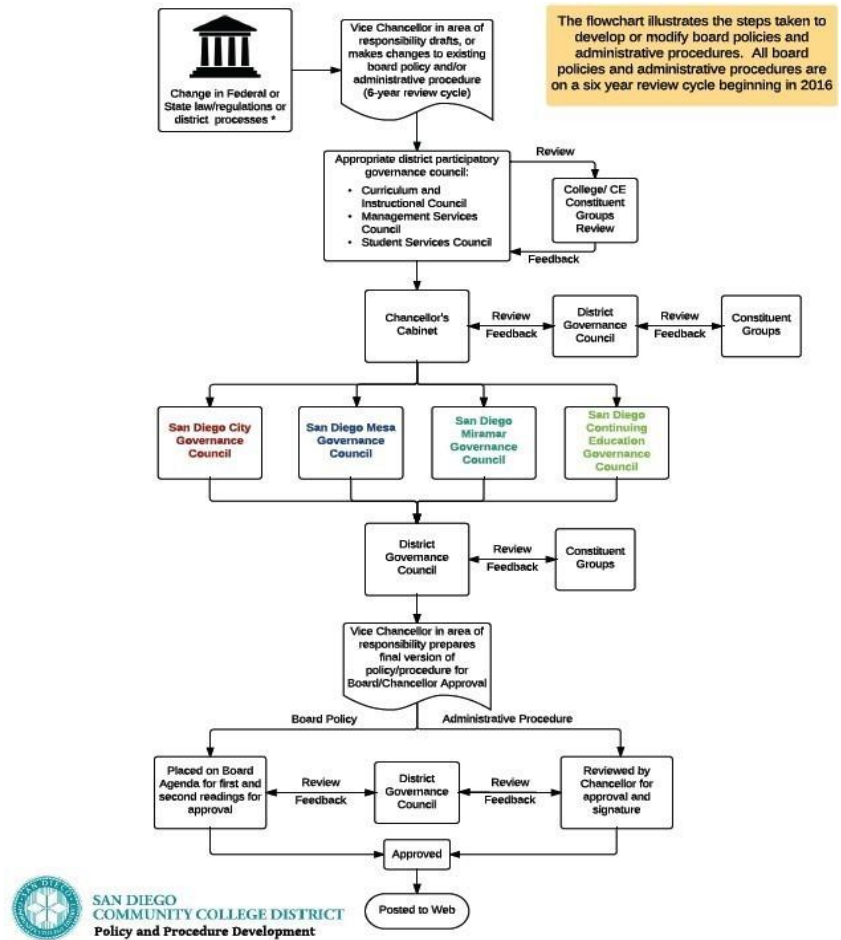 Change in Federal or
State law/regulations or
district processes *
Vice Chancellor in area of
responsibility drafts, or
makes changes to existing
board policy and/or
administrative procedure
(6-year review cycle)
The flowchart illustrates the steps taken to
develop or modify board policies and
administrative procedures. All board
policies and administrative procedures are
on a six year review cycle beginning in 2016
Appropriate district participatory
governance council:
• Curriculum and
Instructional Council
• Management Services
Council
• Student Services Council
Review
College/ CE
Constituent
Groups
Review
Feedback
Chancellor's
Cabinet
Review
Feedback
District
Governance
Council
Review
Feedback
Constituent
Groups
San Diego City
Governance
Council
San Diego Mesa
Governance
Council
San Diego
Miramar
Governance
Council
San Diego
Continuing
Education
Governance
Council
District
Governance
Council
Review
Feedback
Constituent
Groups
Vice Chancellor in area of
responsibility prepares
final version of
policy/procedure for
Board/Chancellor Approval
Board Policy
Administrative Procedure
Placed on Board
Agenda for first and
second readings for
approval
Review
Feedback
District
Governance
Council
Review
Feedback
Reviewed by
Chancellor for
approval and
signature
Approved
Posted to Web
SAN DIEGO
COMMUNITY COLLEGE DISTRICT
Policy and Procedure Development